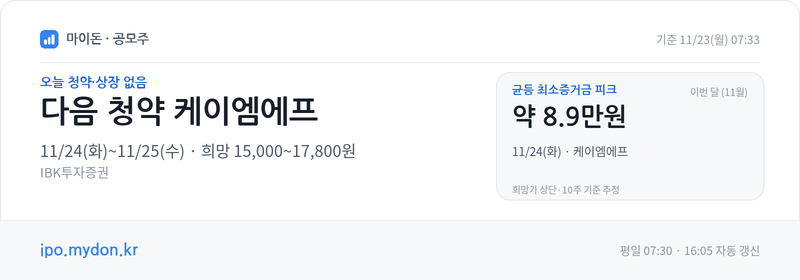 마이돈 · 공모주
기준 11/23(월) 07:33
오늘 청약·상장 없음
다음 청약 케이엠에프
11/24(화)~11/25(수) · 희망 15,000~17,800원
IBK투자증권
균등 최소증거금 피크
이번 달 (11월)
약 8.9만원
11/24(화) · 케이엠에프
희망가 상단·10주 기준 추정
ipo.mydon.kr
평일 07:30 · 16:05 자동 갱신